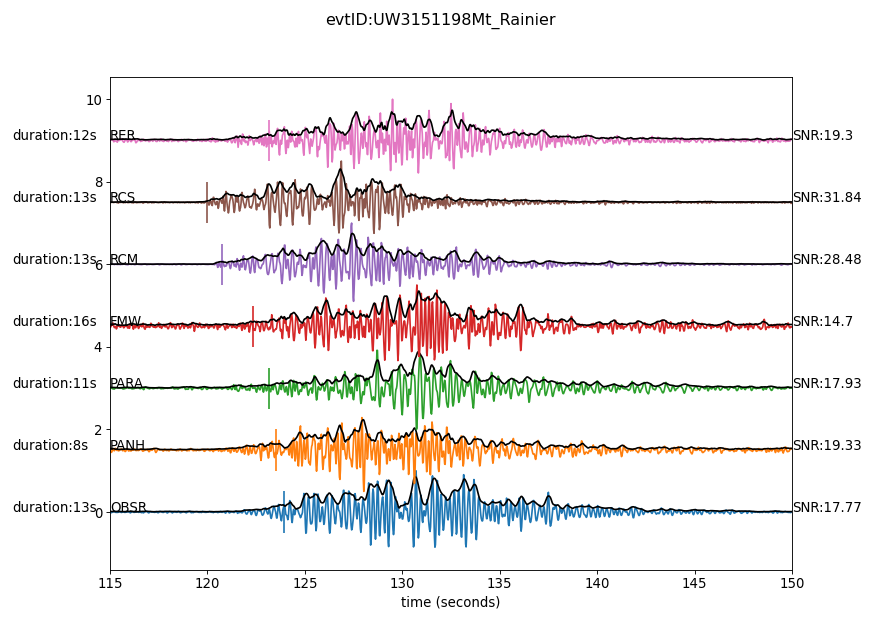 evtID:UW3151198Mt_Rainier
10
duration:12s RER SNR:19.3
8
duration:13s RCS SNR:31.84
duration:13s RCM SNR:28.48
6
duration:16s FMW SNR:14.7
4
duration:11s PARA SNR:17.93
2
duration:8s PANH SNR:19.33
duration:13s OBSR SNR:17.77
0
115 120 125 130 135 140 145 150
time (seconds)